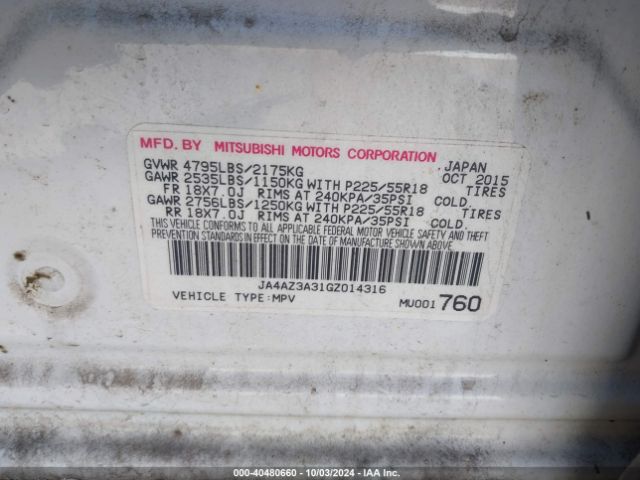 MFD. BY MITSUBISHI MOTORS CORPORATION
GVWR 4795LBS/2175KG JAPAN
GAWR 2535LBS/1150KG WITH P225/55R18 OCT 2015
FR 18X7.0J RIMS AT 240KPA/35PSI COLD. TIRES
GAWR 2756LBS/1250KG WITH P225/55R18 TIRES
RR 18X7.0J RIMS AT 240KPA/35PSI COLD.
THIS VEHICLE CONFORMS TO ALL APPLICABLE FEDERAL MOTOR VEHICLE SAFETY AND THEFT
PREVENTION STANDARDS IN EFFECT ON THE DATE OF MANUFACTURE SHOWN ABOVE.
JA4AZ3A31GZ014316
VEHICLE TYPE:MPV MU001 760
000-40480660 - 10/03/2024 - IAA Inc.